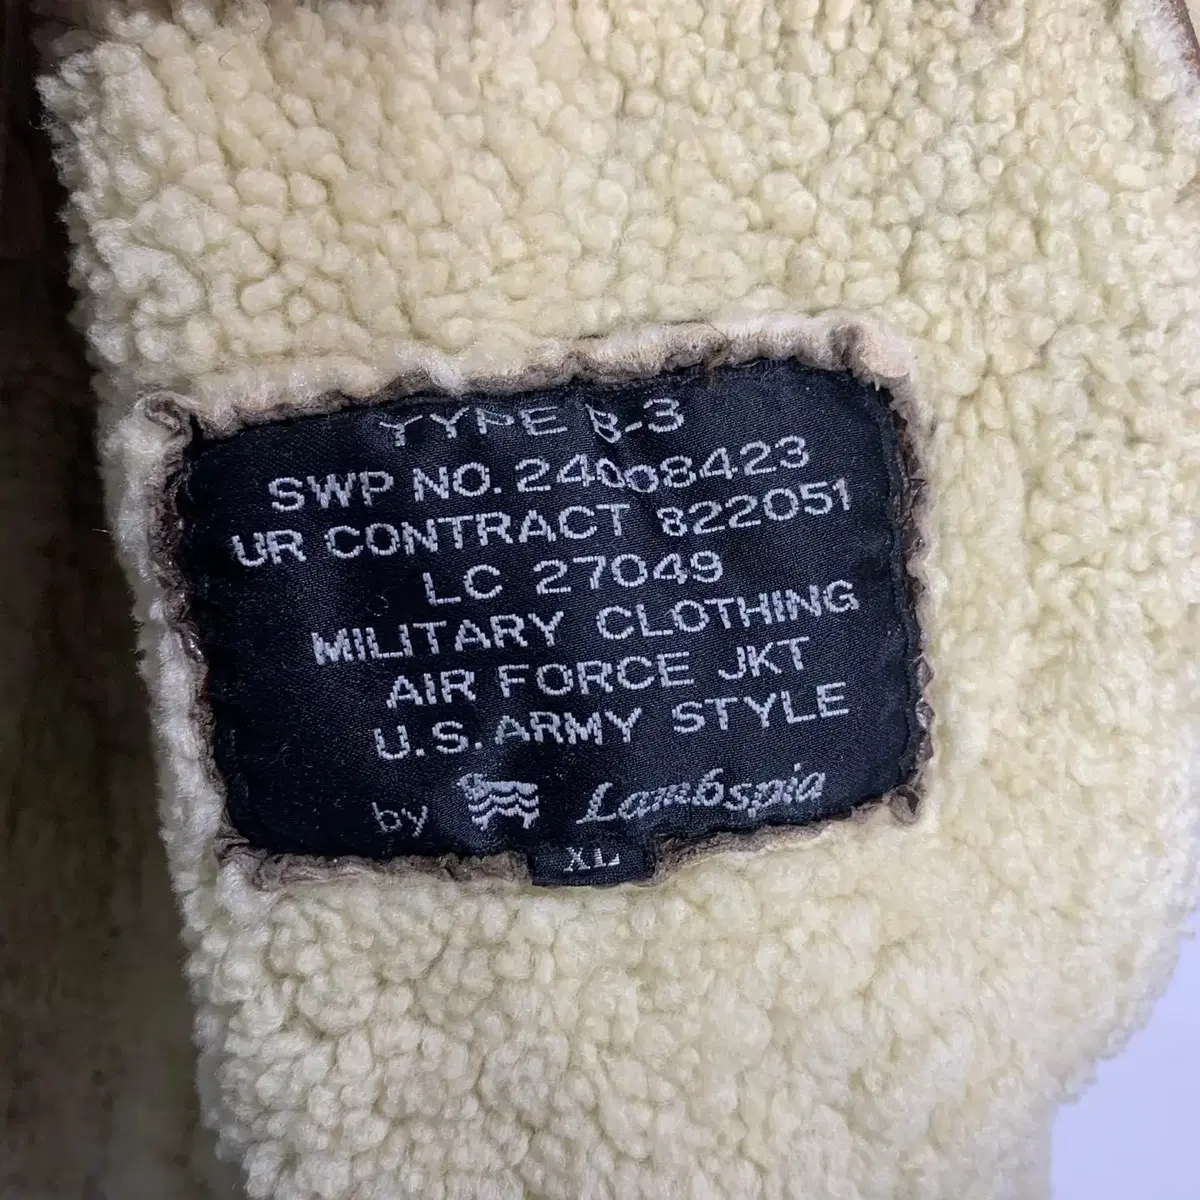 TYPE B-3
SWP NO. 24008423
UR CONTRACT 822051
LC 27049
MILITARY CLOTHING
AIR FORCE JKT
U.S. ARMY STYLE
by Lambspia
XL